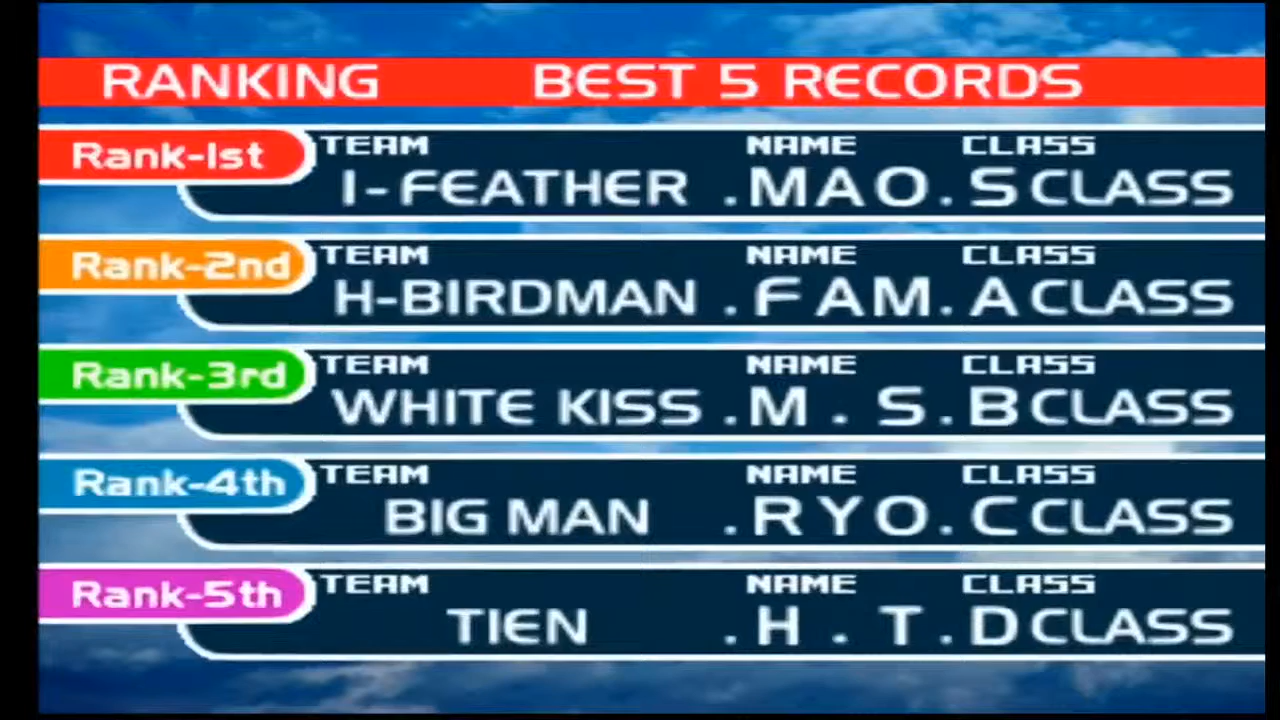 RANKING BEST 5 RECORDS
Rank-1st TEAM NAME CLASS
I-FEATHER .MAO. S CLASS
Rank-2nd TEAM NAME CLASS
H-BIRDMAN .FAM. A CLASS
Rank-3rd TEAM NAME CLASS
WHITE KISS .M . S. B CLASS
Rank-4th TEAM NAME CLASS
BIG MAN .RYO. C CLASS
Rank-5th TEAM NAME CLASS
TIEN .H . T. D CLASS